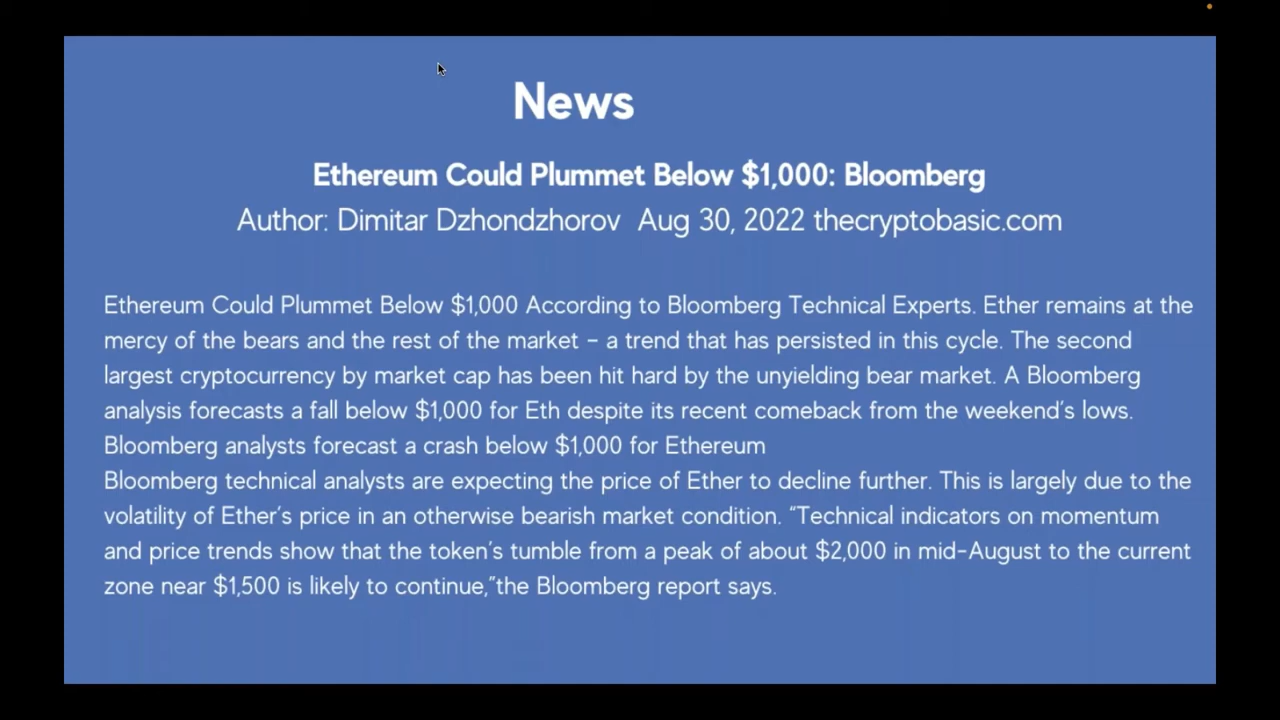 News
Ethereum Could Plummet Below $1,000: Bloomberg
Author: Dimitar Dzhondzhorov  Aug 30, 2022 thecryptobasic.com
Ethereum Could Plummet Below $1,000 According to Bloomberg Technical Experts. Ether remains at the
mercy of the bears and the rest of the market – a trend that has persisted in this cycle. The second
largest cryptocurrency by market cap has been hit hard by the unyielding bear market. A Bloomberg
analysis forecasts a fall below $1,000 for Eth despite its recent comeback from the weekend's lows.
Bloomberg analysts forecast a crash below $1,000 for Ethereum
Bloomberg technical analysts are expecting the price of Ether to decline further. This is largely due to the
volatility of Ether's price in an otherwise bearish market condition. “Technical indicators on momentum
and price trends show that the token's tumble from a peak of about $2,000 in mid-August to the current
zone near $1,500 is likely to continue,”the Bloomberg report says.